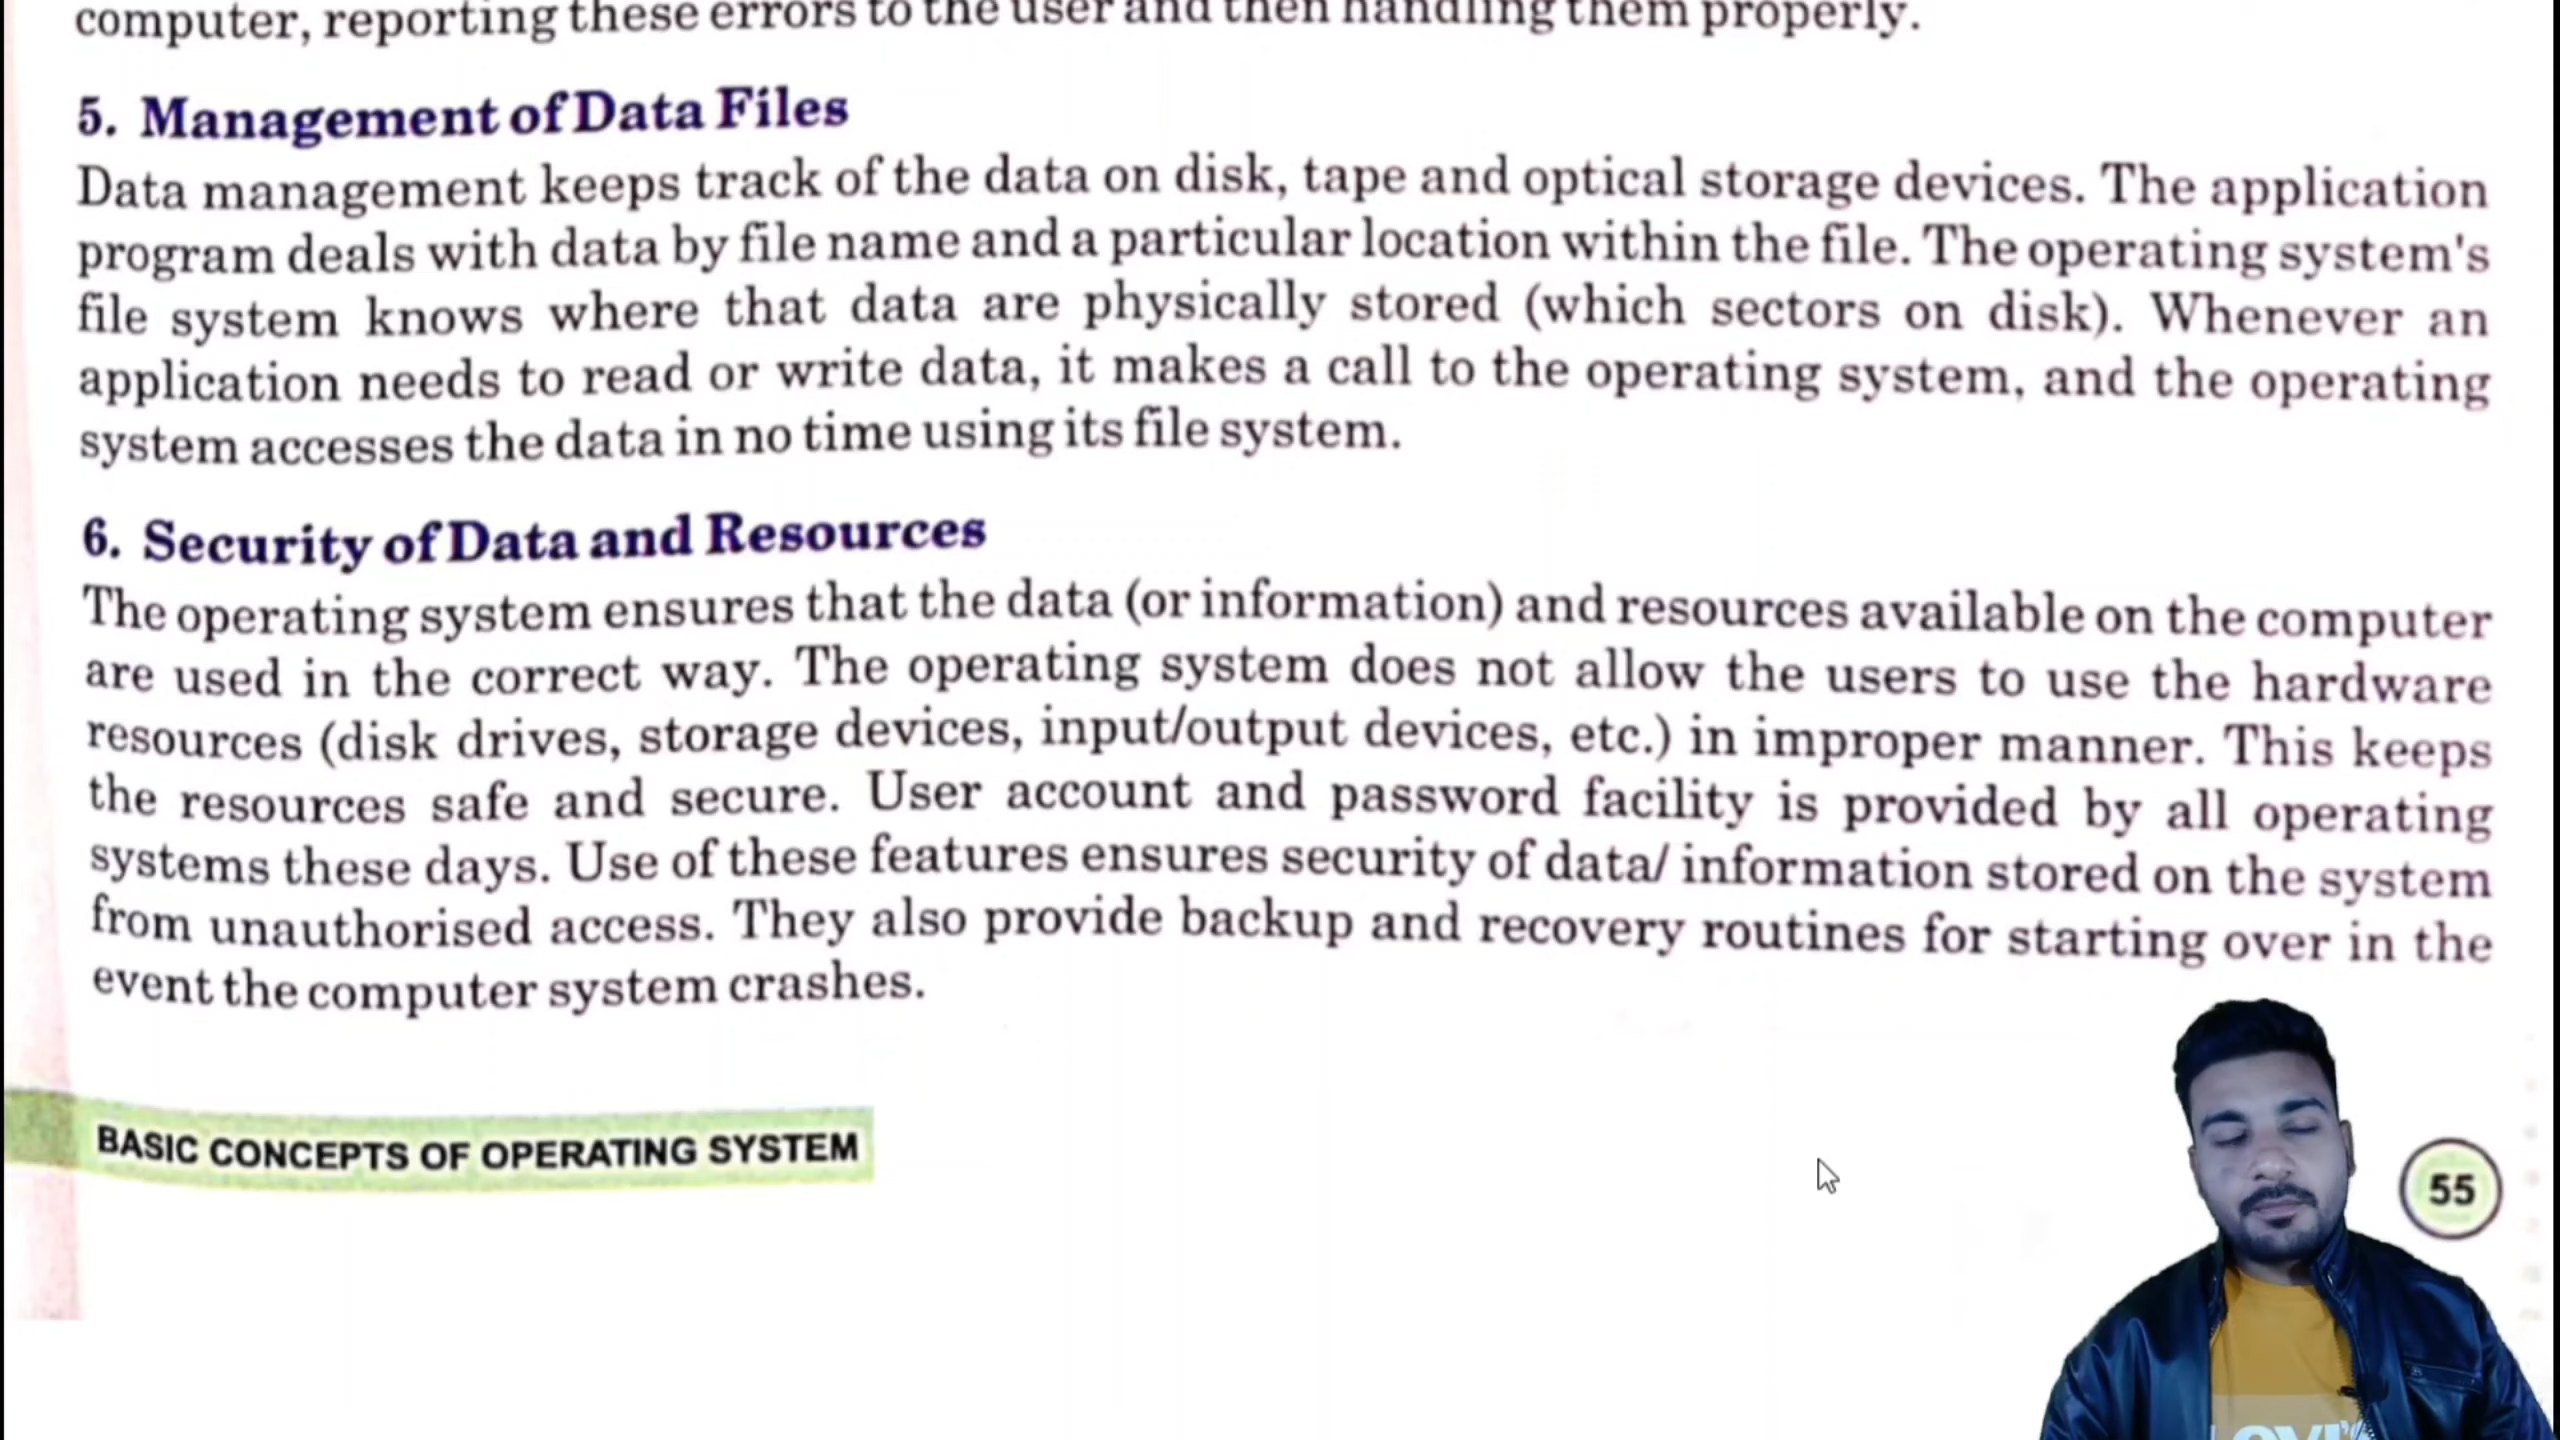 computer, reporting these errors to the user and then handling them properly.
5. Management of Data Files
Data management keeps track of the data on disk, tape and optical storage devices. The application
program deals with data by file name and a particular location within the file. The operating system's
file system knows where that data are physically stored (which sectors on disk). Whenever an
application needs to read or write data, it makes a call to the operating system, and the operating
system accesses the data in no time using its file system.
6. Security of Data and Resources
The operating system ensures that the data (or information) and resources available on the computer
are used in the correct way. The operating system does not allow the users to use the hardware
resources (disk drives, storage devices, input/output devices, etc.) in improper manner. This keeps
the resources safe and secure. User account and password facility is provided by all operating
systems these days. Use of these features ensures security of data/ information stored on the system
from unauthorised access. They also provide backup and recovery routines for starting over in the
event the computer system crashes.
BASIC CONCEPTS OF OPERATING SYSTEM
55